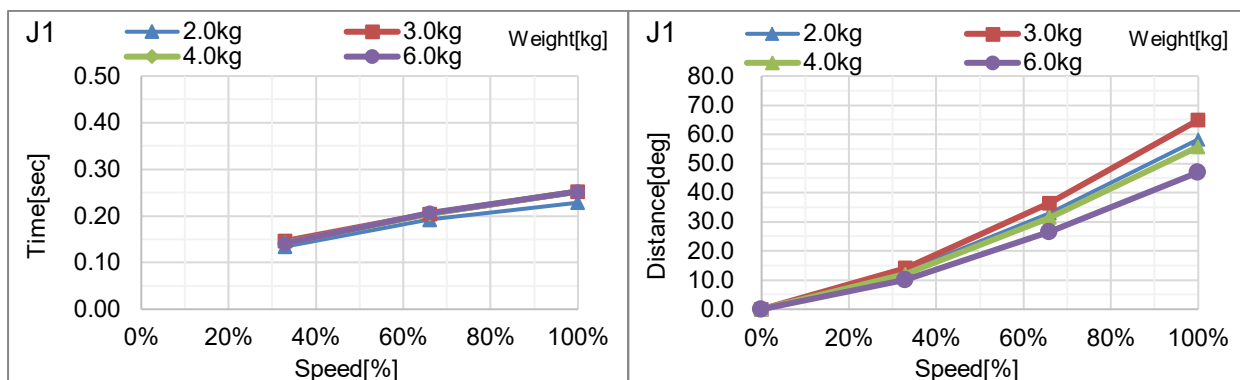 J1
2.0kg 3.0kg
4.0kg 6.0kg
Weight[kg]
0.50
0.40
0.30
0.20
0.10
0.00
Time[sec]
0% 20% 40% 60% 80% 100%
Speed[%]
J1
2.0kg 3.0kg
4.0kg 6.0kg
Weight[kg]
80.0
70.0
60.0
50.0
40.0
30.0
20.0
10.0
0.0
Distance[deg]
0% 20% 40% 60% 80% 100%
Speed[%]